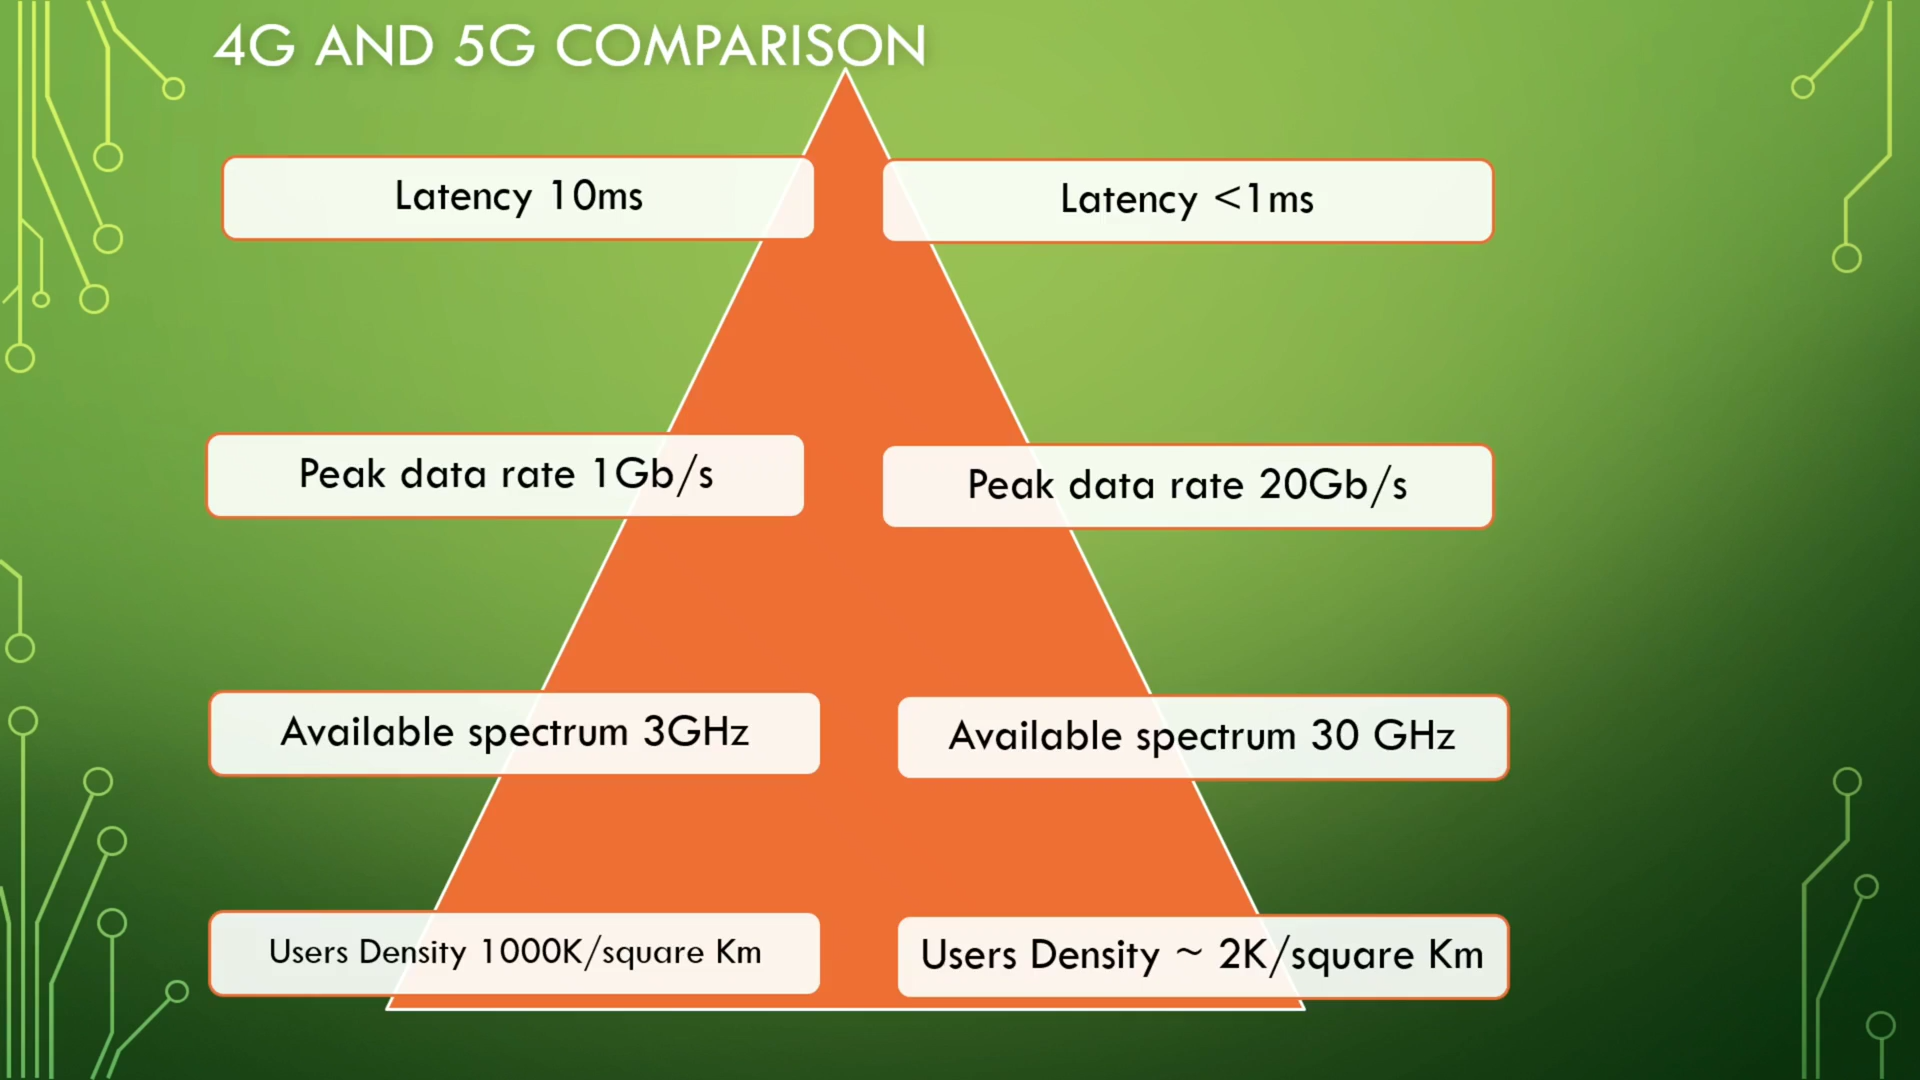 4G AND 5G COMPARISON
Latency 10ms
Latency <1ms
Peak data rate 1Gb/s
Peak data rate 20Gb/s
Available spectrum 3GHz
Available spectrum 30 GHz
Users Density 1000K/square Km
Users Density ~ 2K/square Km